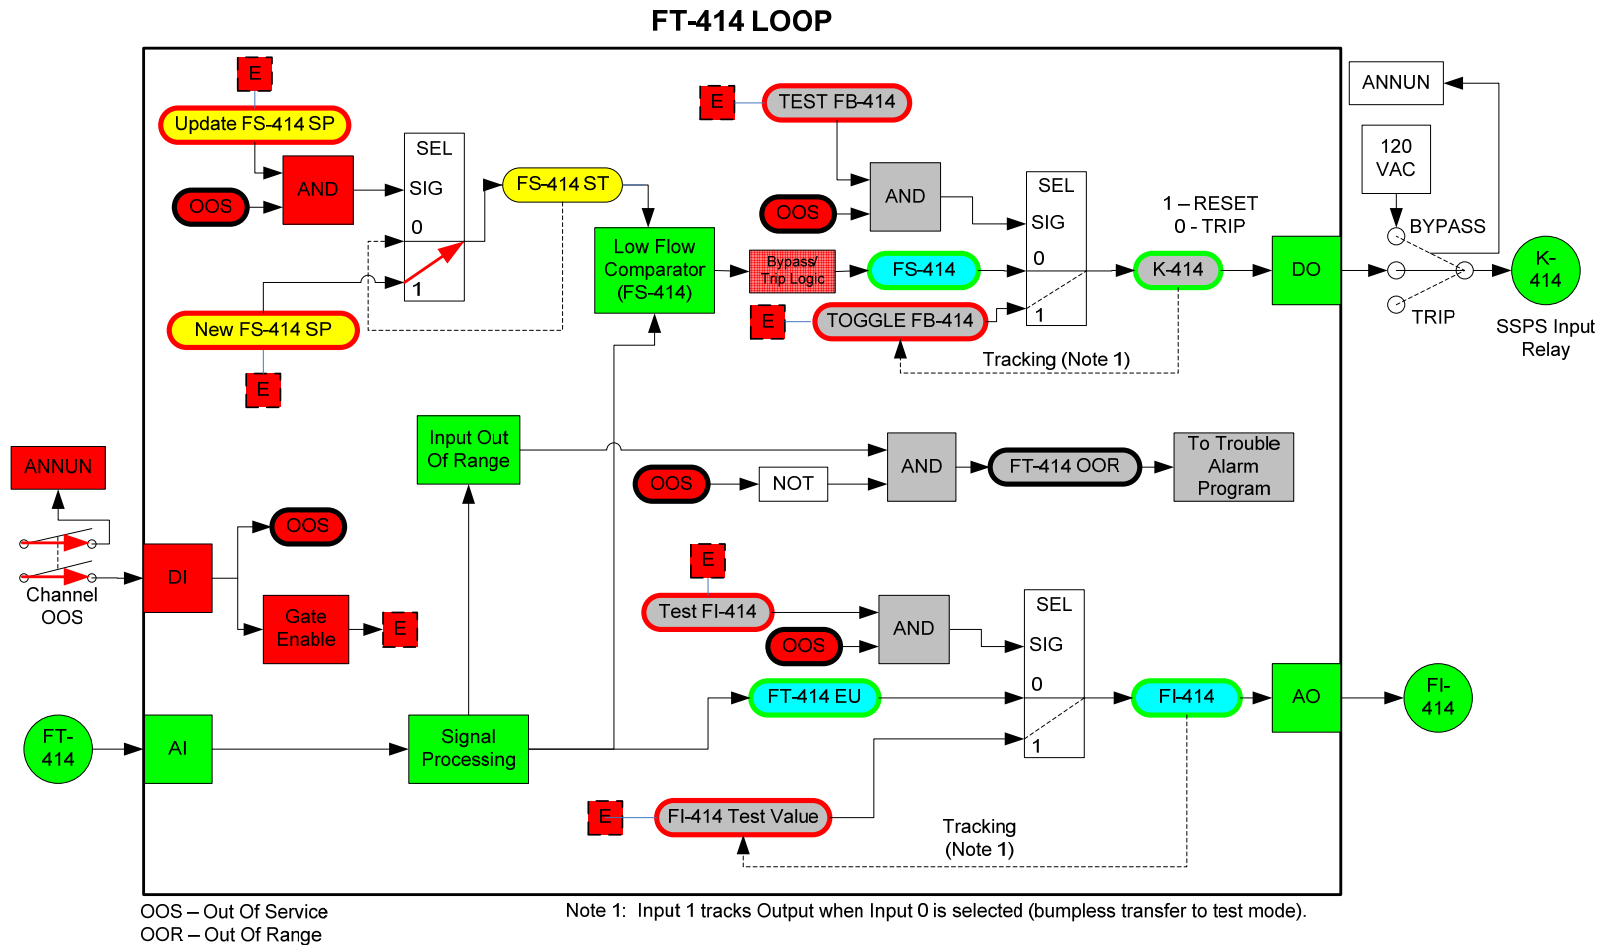 FT-414 LOOP
E
Update FS-414 SP
OOS
AND
SEL
SIG
0
1
FS-414 ST
New FS-414 SP
E
Low Flow
Comparator
(FS-414)
E
TEST FB-414
OOS
AND
Bypass/
Trip Logic
FS-414
E
TOGGLE FB-414
SEL
SIG
0
1
Tracking (Note 1)
1 – RESET
0 - TRIP
K-414
DO
ANNUN
120
VAC
BYPASS
TRIP
K-
414
SSPS Input
Relay
Input Out
Of Range
OOS
NOT
AND
FT-414 OOR
To Trouble
Alarm
Program
ANNUN
Channel
OOS
DI
OOS
Gate
Enable
E
E
Test FI-414
OOS
AND
SEL
SIG
0
1
FT-414 EU
FI-414
AO
FI-
414
FT-
414
AI
Signal
Processing
E
FI-414 Test Value
Tracking
(Note 1)
OOS – Out Of Service
OOR – Out Of Range
Note 1:  Input 1 tracks Output when Input 0 is selected (bumpless transfer to test mode).